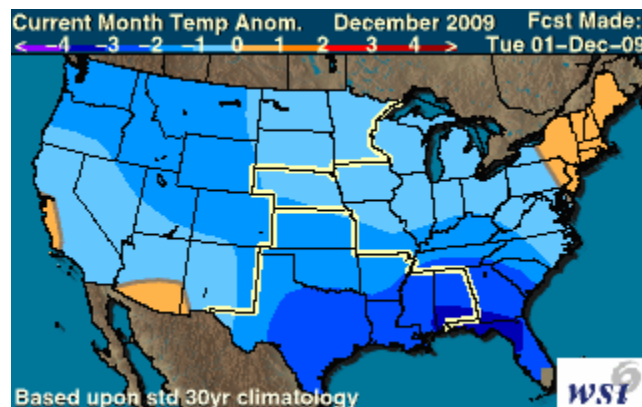 Current Month Temp Anom. December 2009 Fcst Made:
< -4 -3 -2 -1 0 1 2 3 4 > Tue 01-Dec-09
Based upon std 30yr climatology
WSI